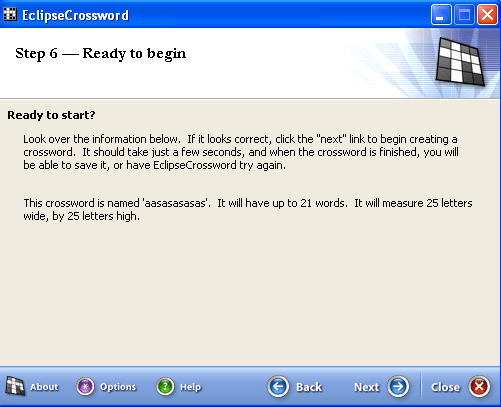 EclipseCrossword
Step 6 — Ready to begin
Ready to start?
Look over the information below.  If it looks correct, click the "next" link to begin creating a
crossword.  It should take just a few seconds, and when the crossword is finished, you will
be able to save it, or have EclipseCrossword try again.
This crossword is named 'aasasasasas'.  It will have up to 21 words.  It will measure 25 letters
wide, by 25 letters high.
About Options Help Back Next Close